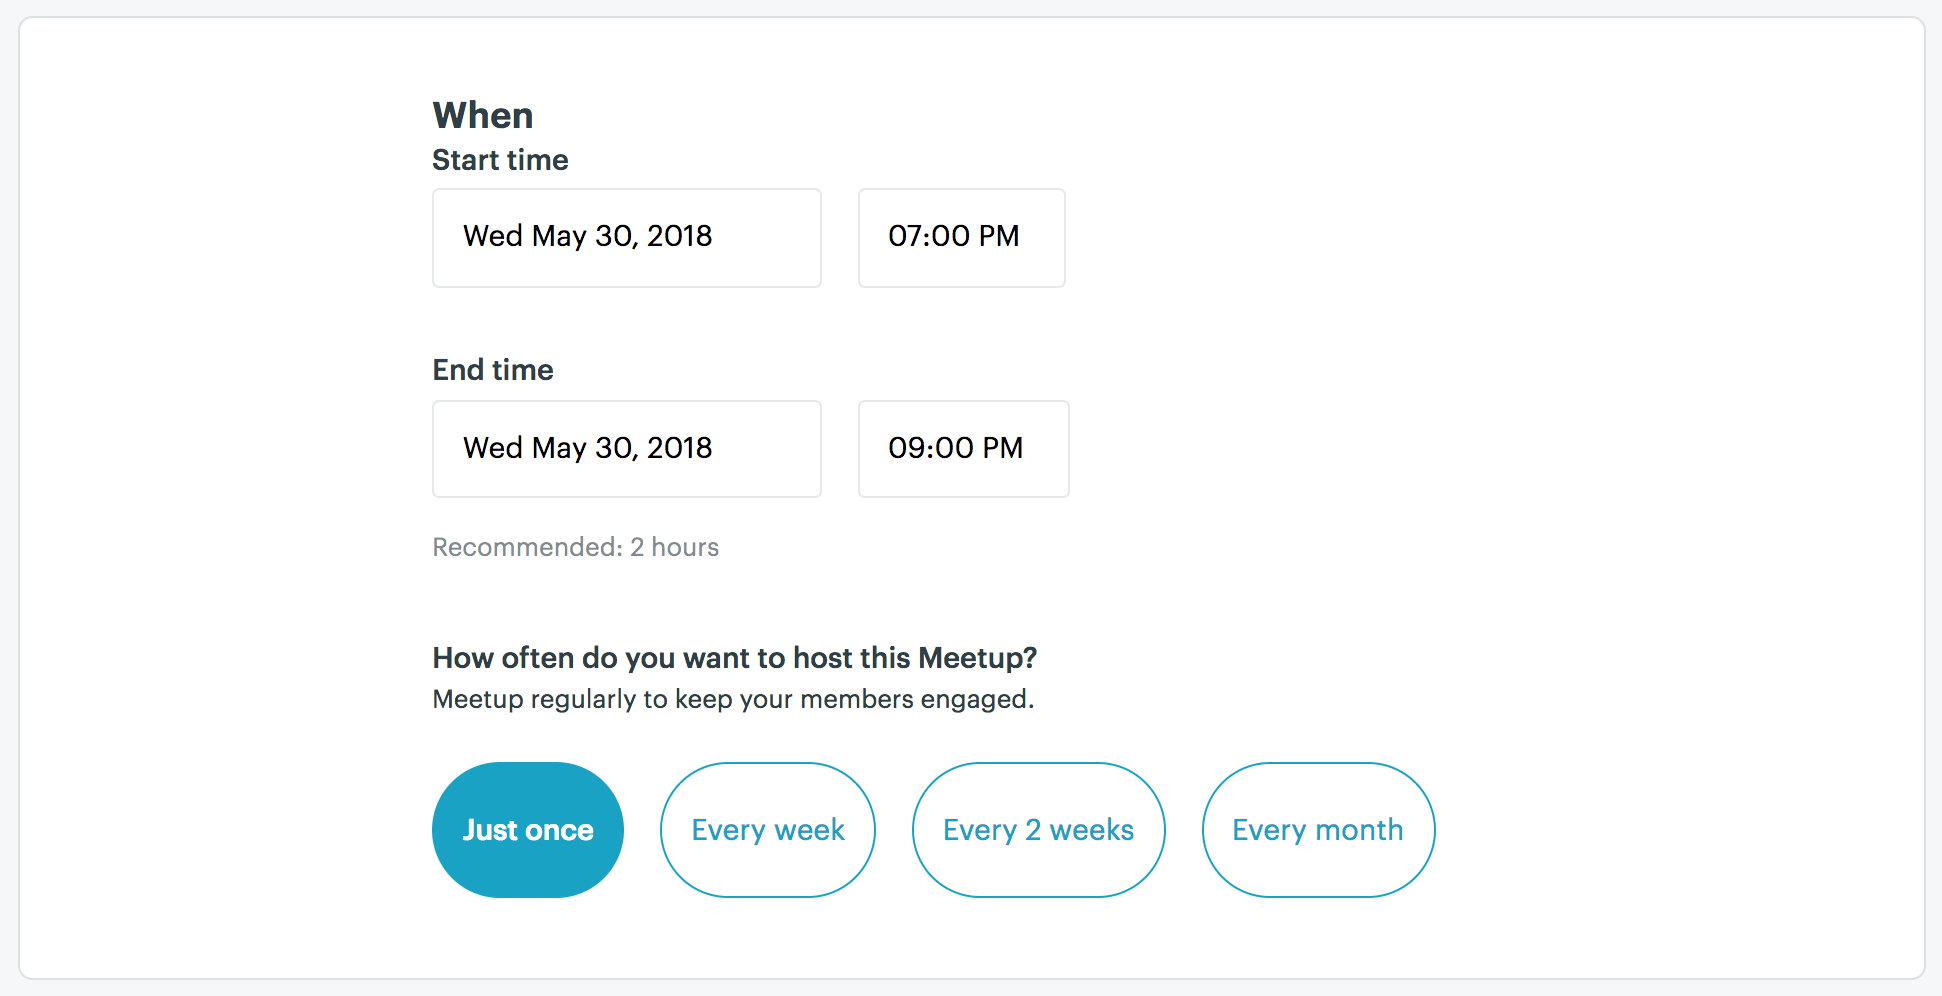 When
Start time
Wed May 30, 2018 07:00 PM
End time
Wed May 30, 2018 09:00 PM
Recommended: 2 hours
How often do you want to host this Meetup?
Meetup regularly to keep your members engaged.
Just once Every week Every 2 weeks Every month